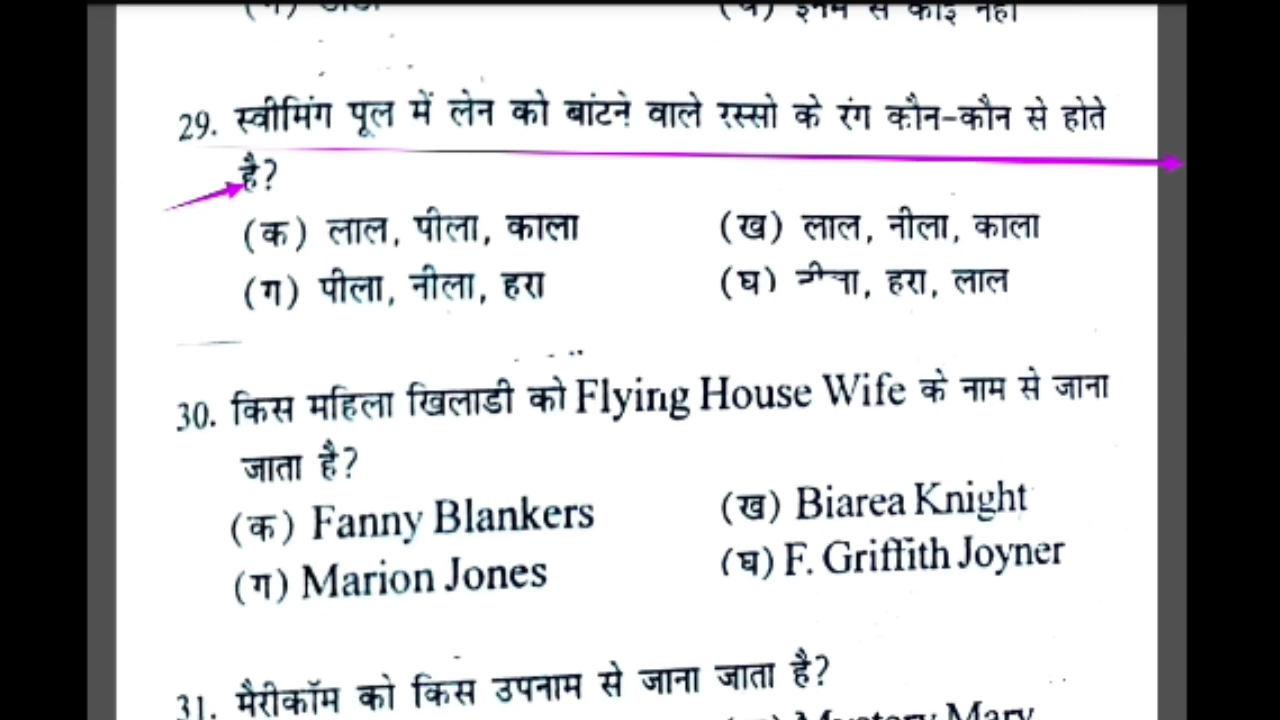 29. स्वीमिंग पूल में लेन को बांटने वाले रस्सो के रंग कौन-कौन से होते
है?
(क) लाल, पीला, काला (ख) लाल, नीला, काला
(ग) पीला, नीला, हरा (घ) हरा, लाल
30. किस महिला खिलाडी को Flying House Wife के नाम से जाना
जाता है?
(क) Fanny Blankers (ख) Biarea Knight
(ग) Marion Jones (घ) F. Griffith Joyner
31. मैरीकॉम को किस उपनाम से जाना जाता है?